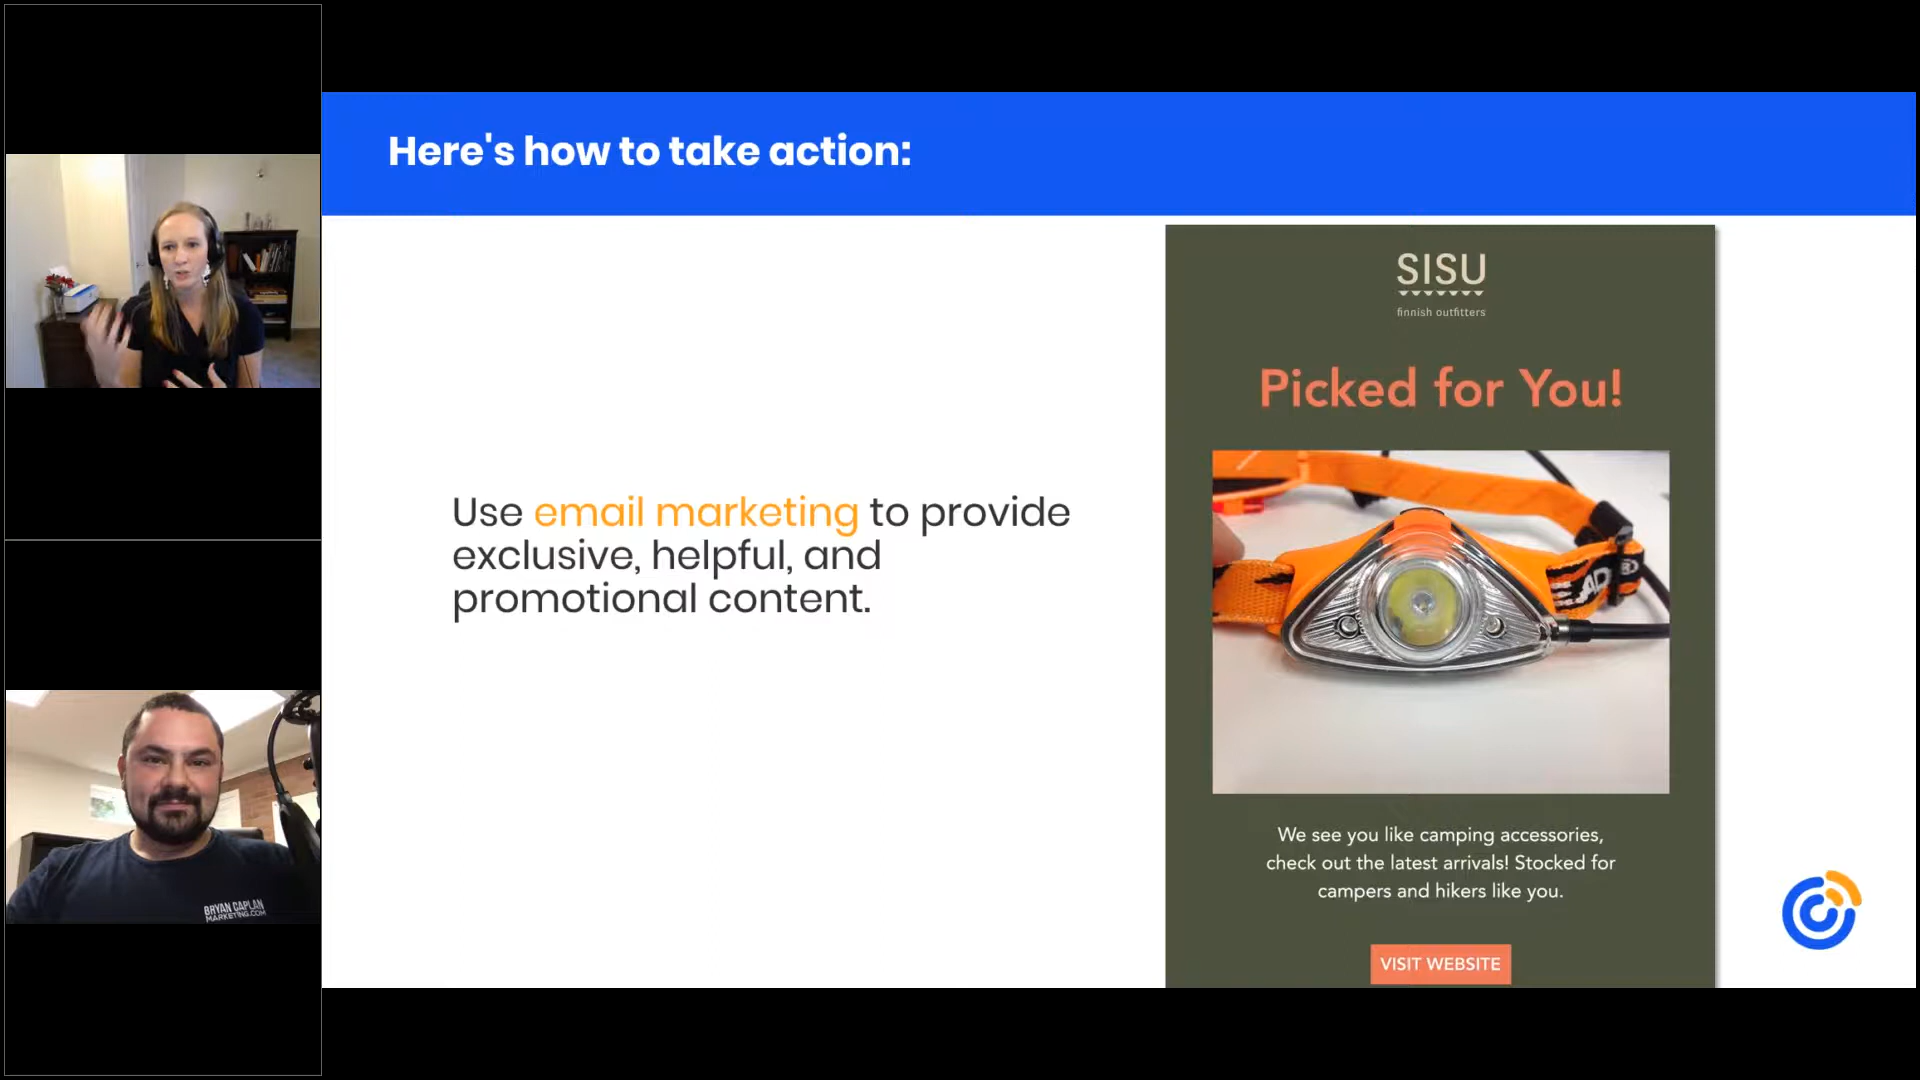 Here's how to take action:
Use email marketing to provide
exclusive, helpful, and
promotional content.
SISU
finnish outfitters
Picked for You!
We see you like camping accessories,
check out the latest arrivals! Stocked for
campers and hikers like you.
VISIT WEBSITE
BRYAN CAPLAN
MARKETING.COM